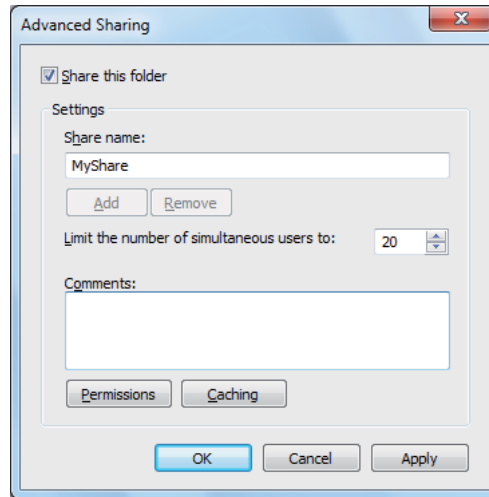 Advanced Sharing
Share this folder
Settings
Share name:
MyShare
Add Remove
Limit the number of simultaneous users to: 20
Comments:
Permissions Caching
OK Cancel Apply